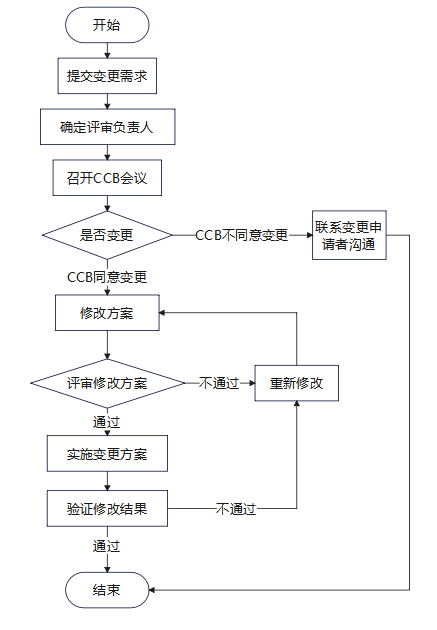 开始
提交变更需求
确定评审负责人
召开CCB会议
是否变更
CCB不同意变更
联系变更申
请者沟通
CCB同意变更
修改方案
评审修改方案
不通过
重新修改
通过
实施变更方案
验证修改结果
不通过
通过
结束